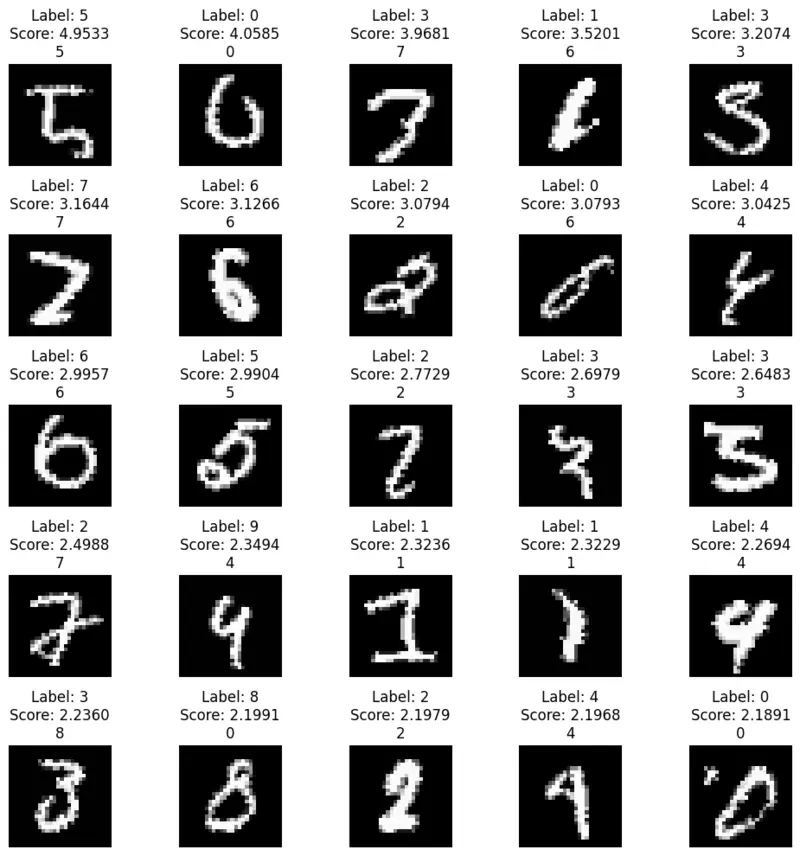 Label: 5 Label: 0 Label: 3 Label: 1 Label: 3
Score: 4.9533 Score: 4.0585 Score: 3.9681 Score: 3.5201 Score: 3.2074
5 0 7 6 3
Label: 7 Label: 6 Label: 2 Label: 0 Label: 4
Score: 3.1644 Score: 3.1266 Score: 3.0794 Score: 3.0793 Score: 3.0425
7 6 2 6 4
Label: 6 Label: 5 Label: 2 Label: 3 Label: 3
Score: 2.9957 Score: 2.9904 Score: 2.7729 Score: 2.6979 Score: 2.6483
6 5 2 3 3
Label: 2 Label: 9 Label: 1 Label: 1 Label: 4
Score: 2.4988 Score: 2.3494 Score: 2.3236 Score: 2.3229 Score: 2.2694
7 4 1 1 4
Label: 3 Label: 8 Label: 2 Label: 4 Label: 0
Score: 2.2360 Score: 2.1991 Score: 2.1979 Score: 2.1968 Score: 2.1891
8 0 2 4 0